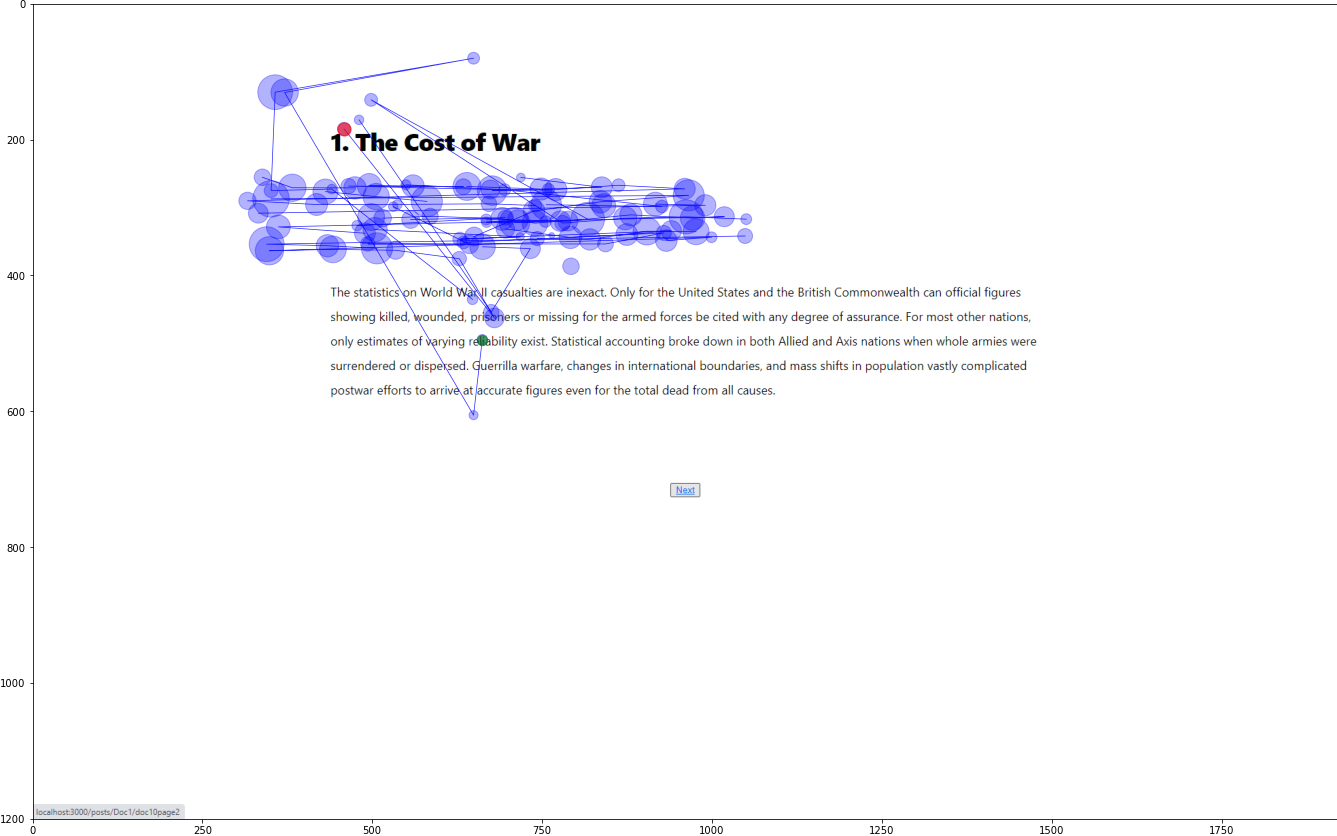 0
200
1. The Cost of War
400
The statistics on World War II casualties are inexact. Only for the United States and the British Commonwealth can official figures
showing killed, wounded, prisoners or missing for the armed forces be cited with any degree of assurance. For most other nations,
only estimates of varying reliability exist. Statistical accounting broke down in both Allied and Axis nations when whole armies were
surrendered or dispersed. Guerrilla warfare, changes in international boundaries, and mass shifts in population vastly complicated
postwar efforts to arrive at accurate figures even for the total dead from all causes.
600
Next
800
1000
localhost:3000/posts/Doc1/doc10page2
1200
0 250 500 750 1000 1250 1500 1750